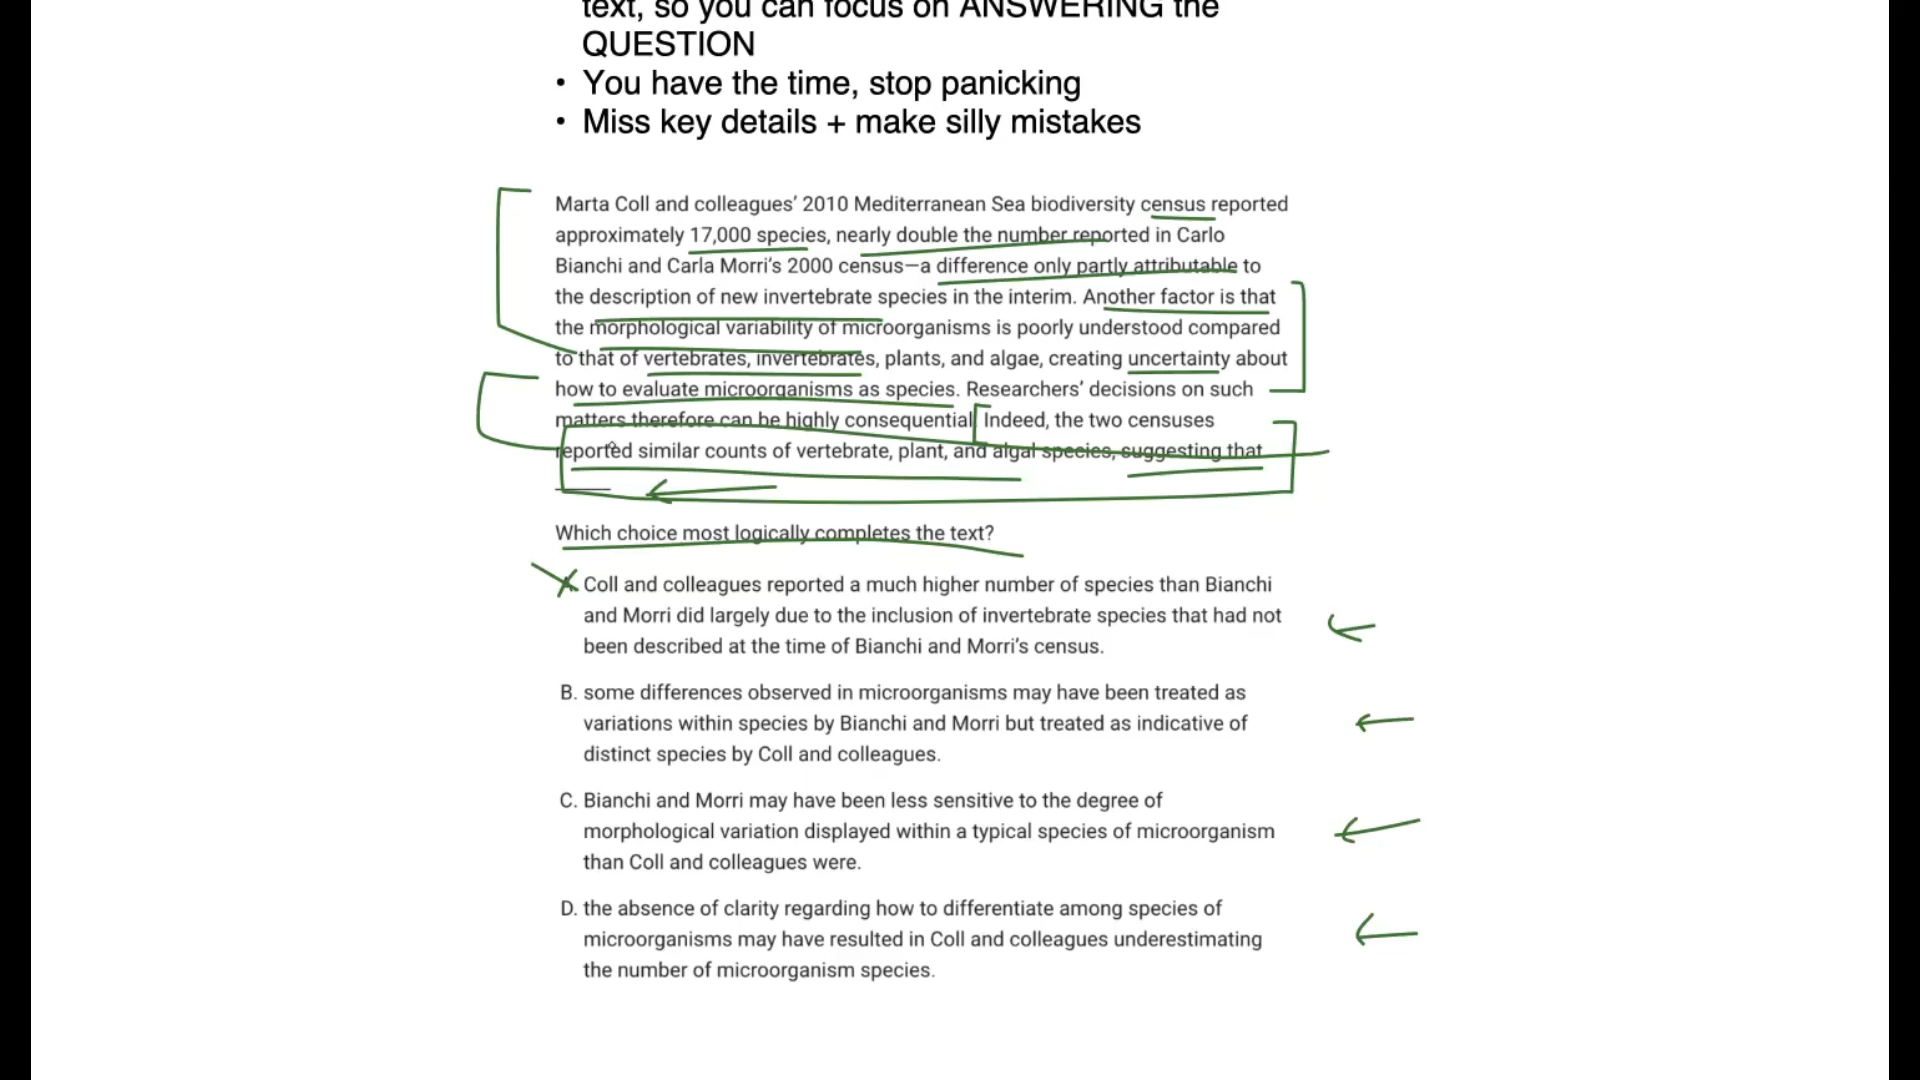 text, so you can focus on ANSWERING the
QUESTION
• You have the time, stop panicking
• Miss key details + make silly mistakes
Marta Coll and colleagues’ 2010 Mediterranean Sea biodiversity census reported
approximately 17,000 species, nearly double the number reported in Carlo
Bianchi and Carla Morri’s 2000 census—a difference only partly attributable to
the description of new invertebrate species in the interim. Another factor is that
the morphological variability of microorganisms is poorly understood compared
to that of vertebrates, invertebrates, plants, and algae, creating uncertainty about
how to evaluate microorganisms as species. Researchers’ decisions on such
matters therefore can be highly consequential. Indeed, the two censuses
reported similar counts of vertebrate, plant, and algal species, suggesting that
______
Which choice most logically completes the text?
A. Coll and colleagues reported a much higher number of species than Bianchi
and Morri did largely due to the inclusion of invertebrate species that had not
been described at the time of Bianchi and Morri’s census.
B. some differences observed in microorganisms may have been treated as
variations within species by Bianchi and Morri but treated as indicative of
distinct species by Coll and colleagues.
C. Bianchi and Morri may have been less sensitive to the degree of
morphological variation displayed within a typical species of microorganism
than Coll and colleagues were.
D. the absence of clarity regarding how to differentiate among species of
microorganisms may have resulted in Coll and colleagues underestimating
the number of microorganism species.